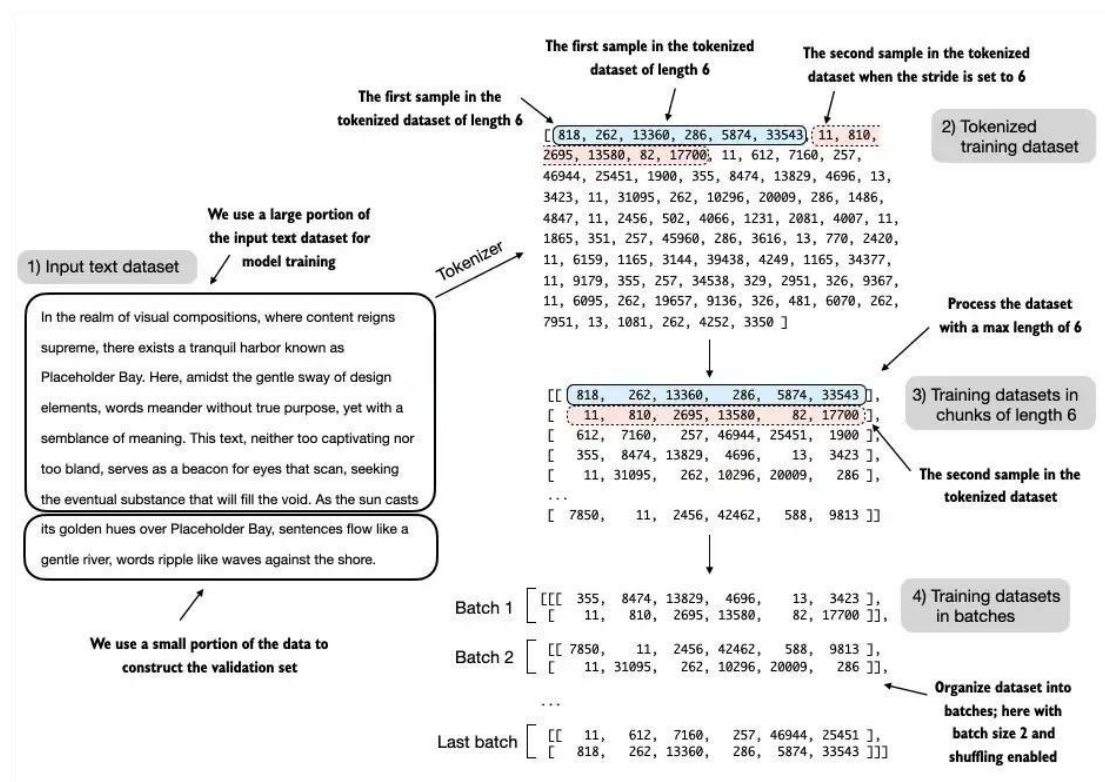 The first sample in the tokenized
dataset of length 6
The second sample in the tokenized
dataset when the stride is set to 6
The first sample in the
tokenized dataset of length 6
[ 818, 262, 13360, 286, 5874, 33543, 11, 810,
2695, 13580, 82, 17700, 11, 612, 7160, 257,
46944, 25451, 1900, 355, 8474, 13829, 4696, 13,
3423, 11, 31095, 262, 10296, 20009, 286, 1486,
4847, 11, 2456, 502, 4066, 1231, 2081, 4007, 11,
1865, 351, 257, 45960, 286, 3616, 13, 770, 2420,
11, 6159, 1165, 3144, 39438, 4249, 1165, 34377,
11, 9179, 355, 257, 34538, 329, 2951, 326, 9367,
11, 6095, 262, 19657, 9136, 326, 481, 6070, 262,
7951, 13, 1081, 262, 4252, 3350 ]
2) Tokenized
training dataset
We use a large portion of
the input text dataset for
model training
1) Input text dataset
Tokenizer
In the realm of visual compositions, where content reigns
supreme, there exists a tranquil harbor known as
Placeholder Bay. Here, amidst the gentle sway of design
elements, words meander without true purpose, yet with a
semblance of meaning. This text, neither too captivating nor
too bland, serves as a beacon for eyes that scan, seeking
the eventual substance that will fill the void. As the sun casts
its golden hues over Placeholder Bay, sentences flow like a
gentle river, words ripple like waves against the shore.
We use a small portion of the data to
construct the validation set
Process the dataset
with a max length of 6
[[ 818, 262, 13360, 286, 5874, 33543 ],
[ 11, 810, 2695, 13580, 82, 17700 ],
[ 612, 7160, 257, 46944, 25451, 1900 ],
[ 355, 8474, 13829, 4696, 13, 3423 ],
[ 11, 31095, 262, 10296, 20009, 286 ],
...
[ 7850, 11, 2456, 42462, 588, 9813 ]]
3) Training datasets in
chunks of length 6
The second sample in the
tokenized dataset
Batch 1
[[[ 355, 8474, 13829, 4696, 13, 3423 ],
[ 11, 810, 2695, 13580, 82, 17700 ]],
Batch 2
[[ 7850, 11, 2456, 42462, 588, 9813 ],
[ 11, 31095, 262, 10296, 20009, 286 ]],
...
Last batch
[[ 11, 612, 7160, 257, 46944, 25451 ],
[ 818, 262, 13360, 286, 5874, 33543 ]]]
4) Training datasets
in batches
Organize dataset into
batches; here with
batch size 2 and
shuffling enabled